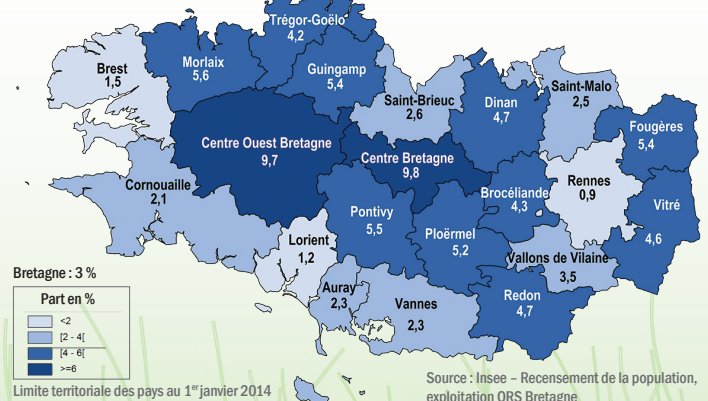 Trégor-Goëlo
4,2
Morlaix
5,6
Brest
1,5
Guingamp
5,4
Saint-Brieuc
2,6
Dinan
4,7
Saint-Malo
2,5
Fougères
5,4
Centre Ouest Bretagne
9,7
Centre Bretagne
9,8
Cornouaille
2,1
Brocéliande
4,3
Rennes
0,9
Vitré
4,6
Pontivy
5,5
Ploërmel
5,2
Lorient
1,2
Vallons de Vilaine
3,5
Auray
2,3
Vannes
2,3
Redon
4,7
Bretagne : 3 %
Part en %
<2
[2 - 4[
[4 - 6[
>=6
Limite territoriale des pays au 1er janvier 2014
Source : Insee – Recensement de la population,
exploitation ORS Bretagne